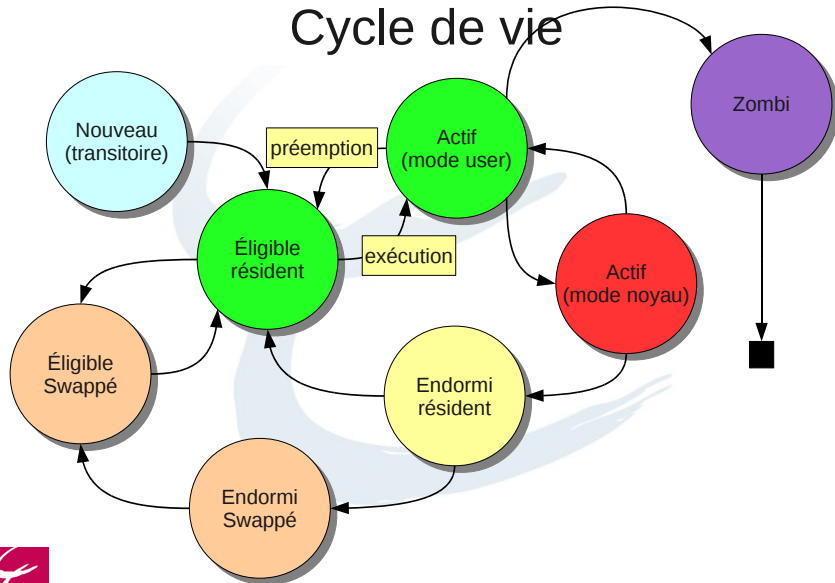 Cycle de vie
Nouveau
(transitoire)
préemption
Actif
(mode user)
Zombi
Éligible
résident
exécution
Actif
(mode noyau)
Éligible
Swappé
Endormi
résident
Endormi
Swappé